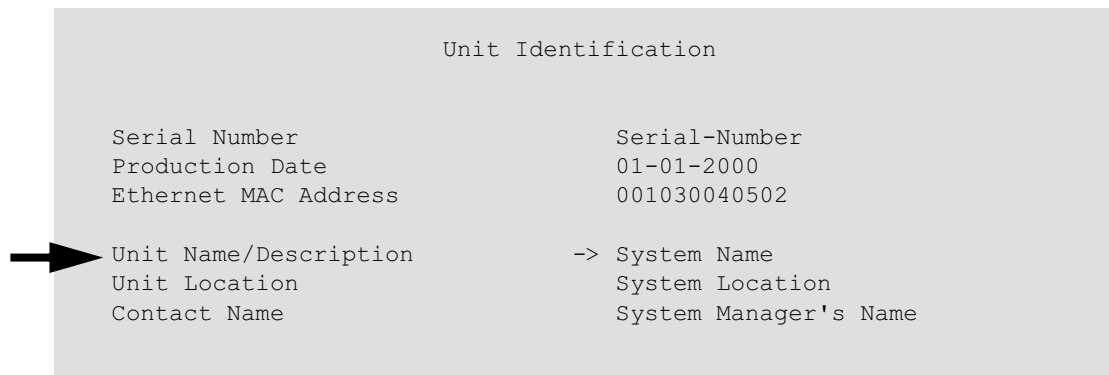 Unit Identification
Serial Number Serial-Number
Production Date 01-01-2000
Ethernet MAC Address 001030040502
Unit Name/Description -> System Name
Unit Location System Location
Contact Name System Manager's Name